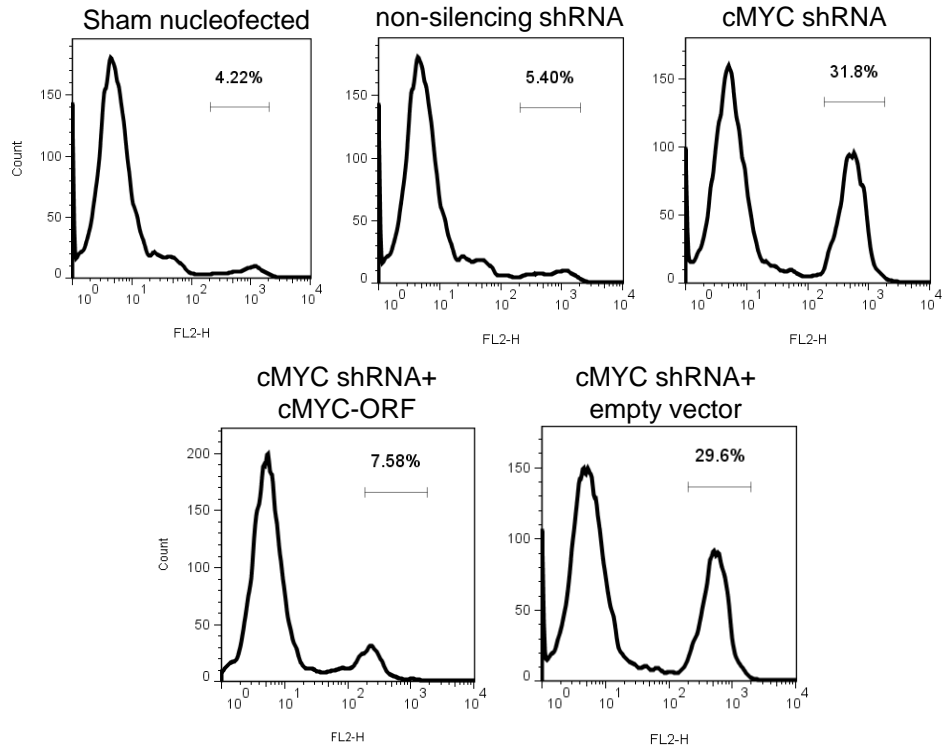 Sham nucleofected
non-silencing shRNA
cMYC shRNA
4.22%
5.40%
31.8%
Count
150
100
50
0
150
100
50
0
150
100
50
0
10^0 10^1 10^2 10^3 10^4
10^0 10^1 10^2 10^3 10^4
10^0 10^1 10^2 10^3 10^4
FL2-H
FL2-H
FL2-H
cMYC shRNA+
cMYC-ORF
cMYC shRNA+
empty vector
7.58%
29.6%
Count
200
150
100
50
0
150
100
50
0
10^0 10^1 10^2 10^3 10^4
10^0 10^1 10^2 10^3 10^4
FL2-H
FL2-H